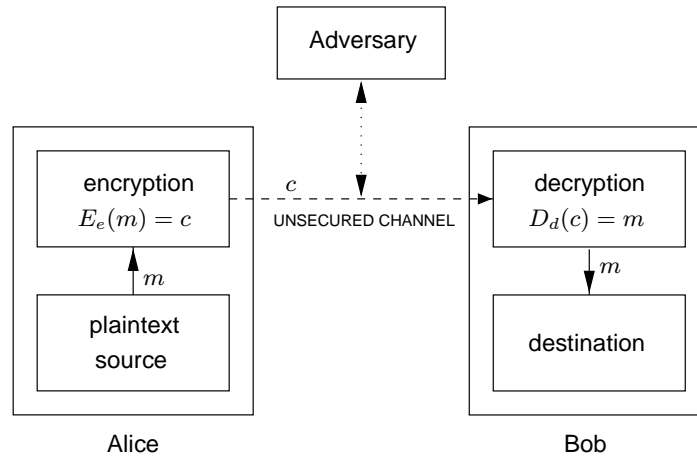 Adversary
encryption
E_e(m) = c
c
UNSECURED CHANNEL
decryption
D_d(c) = m
m
plaintext
source
m
destination
Alice
Bob